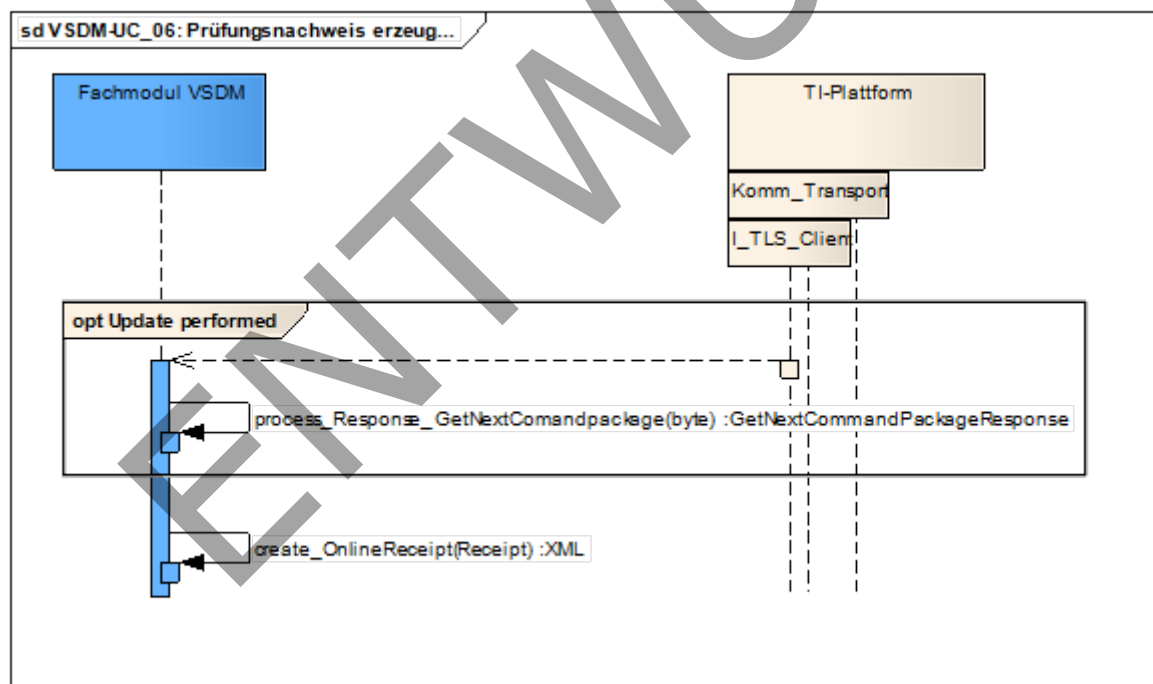 sd VSDM-UC_06: Prüfungsnachweis erzeug...
Fachmodul VSDM
TI-Plattform
Komm_Transport
I_TLS_Client
opt Update performed
process_Response_GetNextComandpackage(byte) :GetNextCommandPackageResponse
create_OnlineReceipt(Receipt) :XML